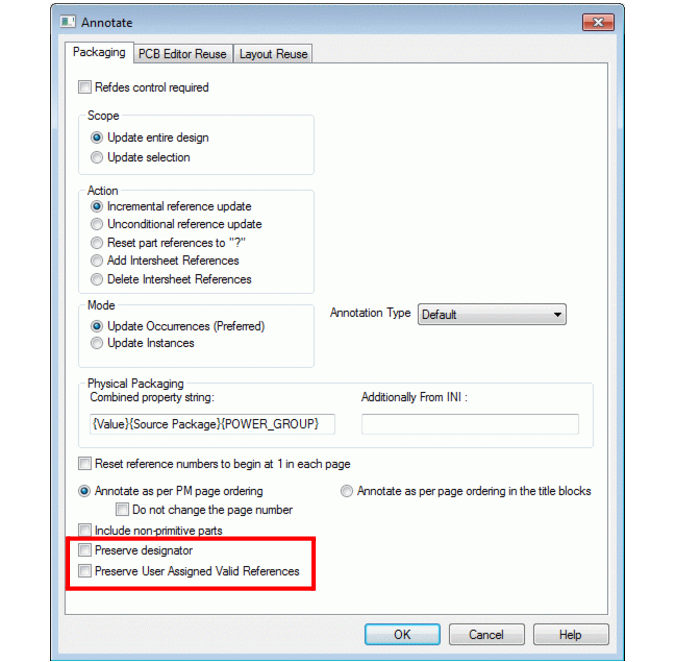 Annotate
Packaging PCB Editor Reuse Layout Reuse
Refdes control required
Scope
Update entire design
Update selection
Action
Incremental reference update
Unconditional reference update
Reset part references to "?"
Add Intersheet References
Delete Intersheet References
Mode
Update Occurrences (Preferred)
Update Instances
Annotation Type Default
Physical Packaging
Combined property string: Additionally From INI :
{Value}{Source Package}{POWER_GROUP}
Reset reference numbers to begin at 1 in each page
Annotate as per PM page ordering Annotate as per page ordering in the title blocks
Do not change the page number
Include non-primitive parts
Preserve designator
Preserve User Assigned Valid References
OK Cancel Help